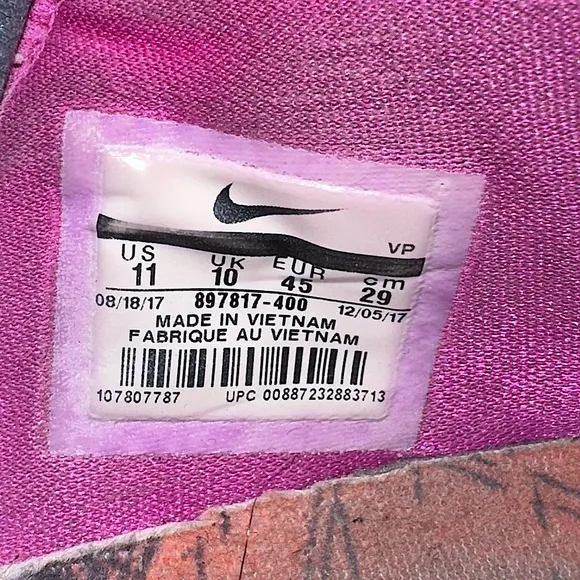 VP
US UK EUR cm
11 10 45 29
08/18/17 897817-400 12/05/17
MADE IN VIETNAM
FABRIQUE AU VIETNAM
107807787 UPC 00887232883713